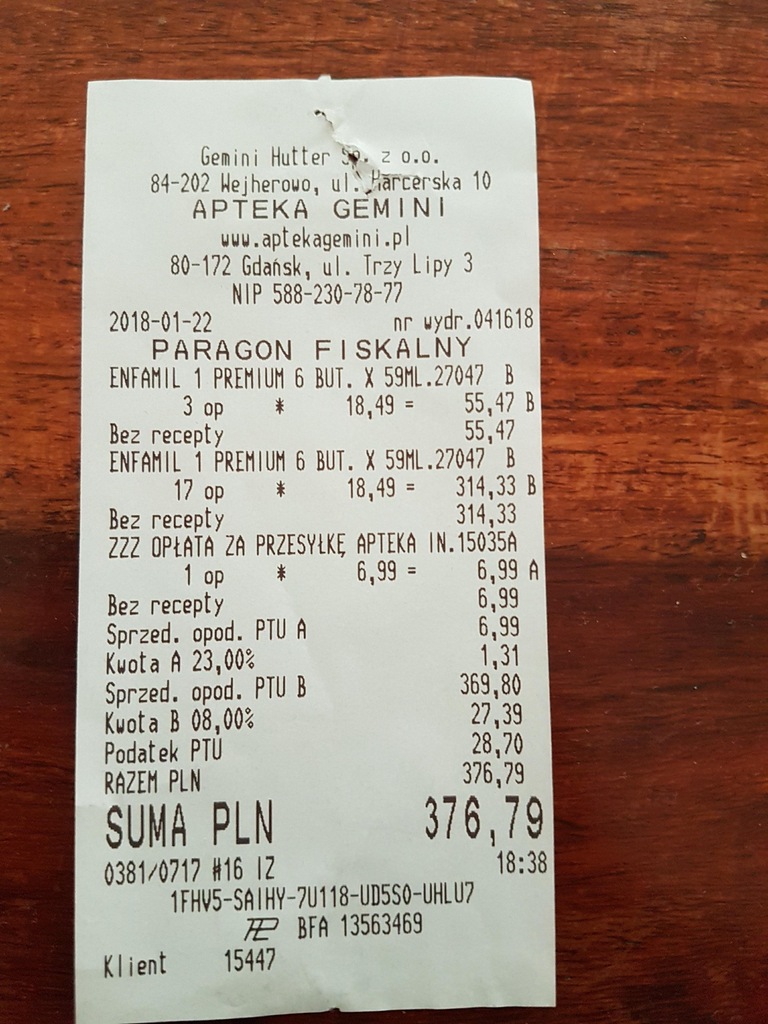 Gemini Hutter Sp. z o.o.
84-202 Wejherowo, ul. Harcerska 10
APTEKA GEMINI
www.aptekagemini.pl
80-172 Gdańsk, ul. Trzy Lipy 3
NIP 588-230-78-77
2018-01-22 nr wydr.041618
PARAGON FISKALNY
ENFAMIL 1 PREMIUM 6 BUT. X 59ML.27047 B
3 op * 18,49 = 55,47 B
Bez recepty 55,47
ENFAMIL 1 PREMIUM 6 BUT. X 59ML.27047 B
17 op * 18,49 = 314,33 B
Bez recepty 314,33
ZZZ OPŁATA ZA PRZESYŁKĘ APTEKA IN.15035A
1 op * 6,99 = 6,99 A
Bez recepty 6,99
Sprzed. opod. PTU A 6,99
Kwota A 23,00% 1,31
Sprzed. opod. PTU B 369,80
Kwota B 08,00% 27,39
Podatek PTU 28,70
RAZEM PLN 376,79
SUMA PLN 376,79
0381/0717 #16 IZ 18:38
1FHV5-SAIHY-7U118-UD5SO-UHLU7
BFA 13563469
Klient 15447